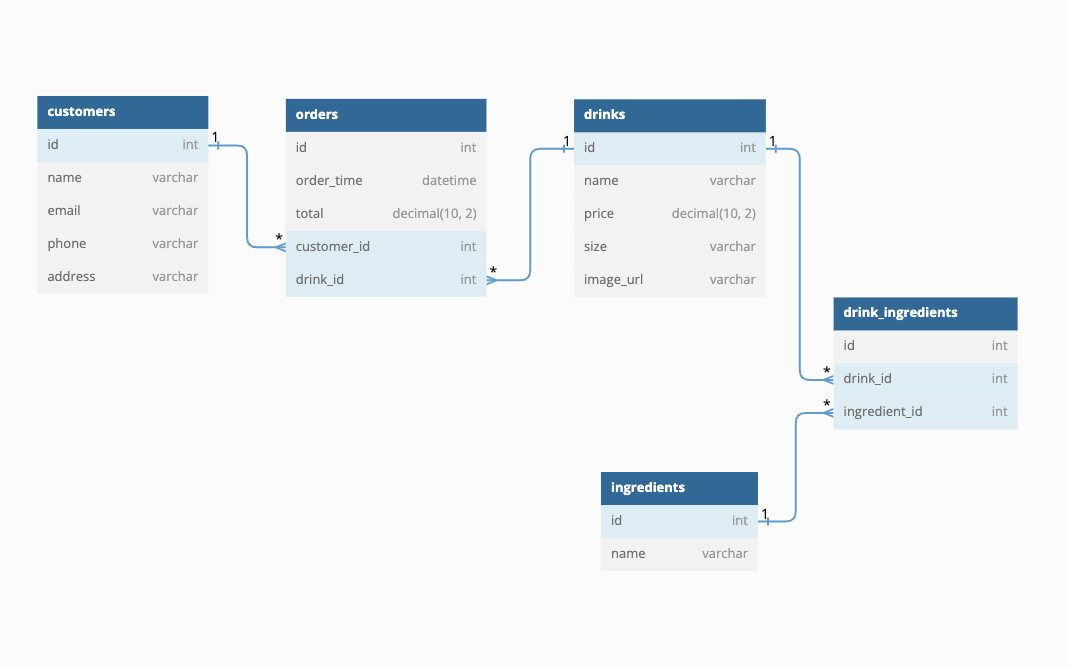 customers
id int
name varchar
email varchar
phone varchar
address varchar
1
*
orders
id int
order_time datetime
total decimal(10, 2)
customer_id int
drink_id int
*
1
drinks
id int
name varchar
price decimal(10, 2)
size varchar
image_url varchar
1
*
*
drink_ingredients
id int
drink_id int
ingredient_id int
ingredients
id int
name varchar
1